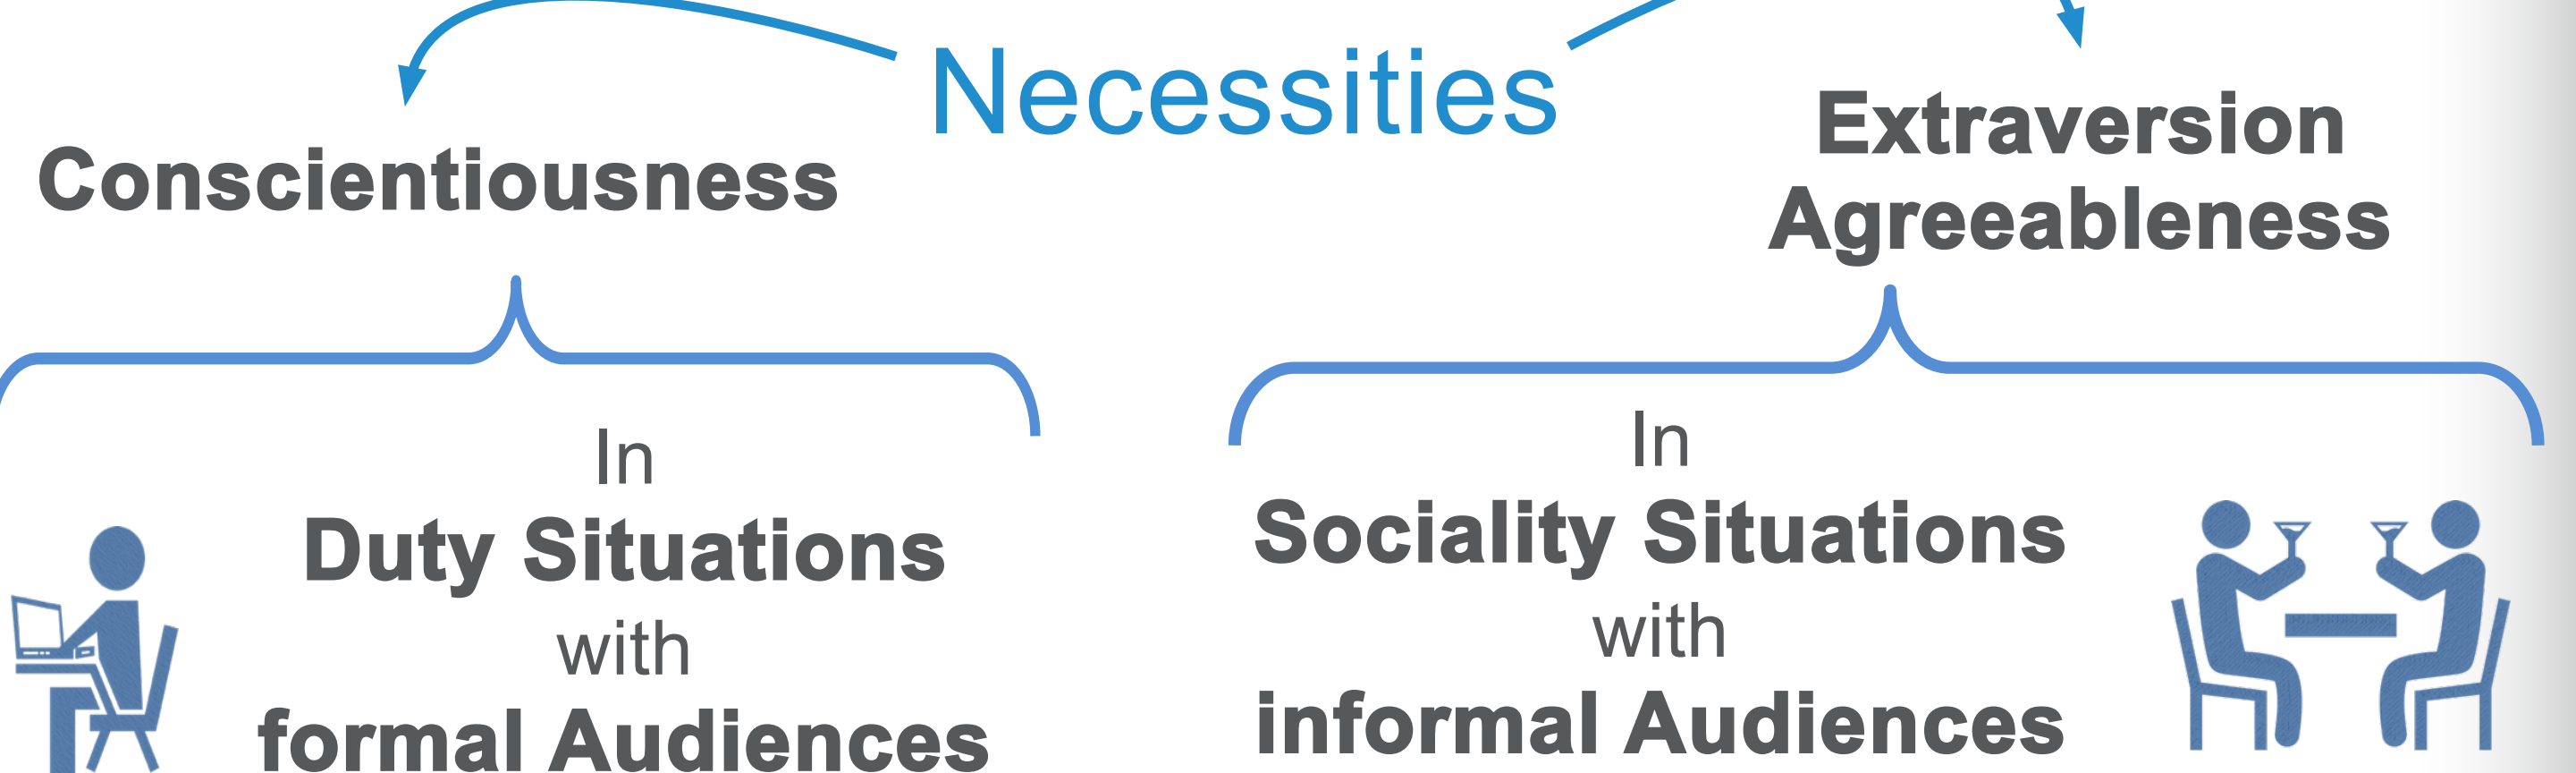 Necessities
Conscientiousness
Extraversion
Agreeableness
In
Duty Situations
with
formal Audiences
In
Sociality Situations
with
informal Audiences